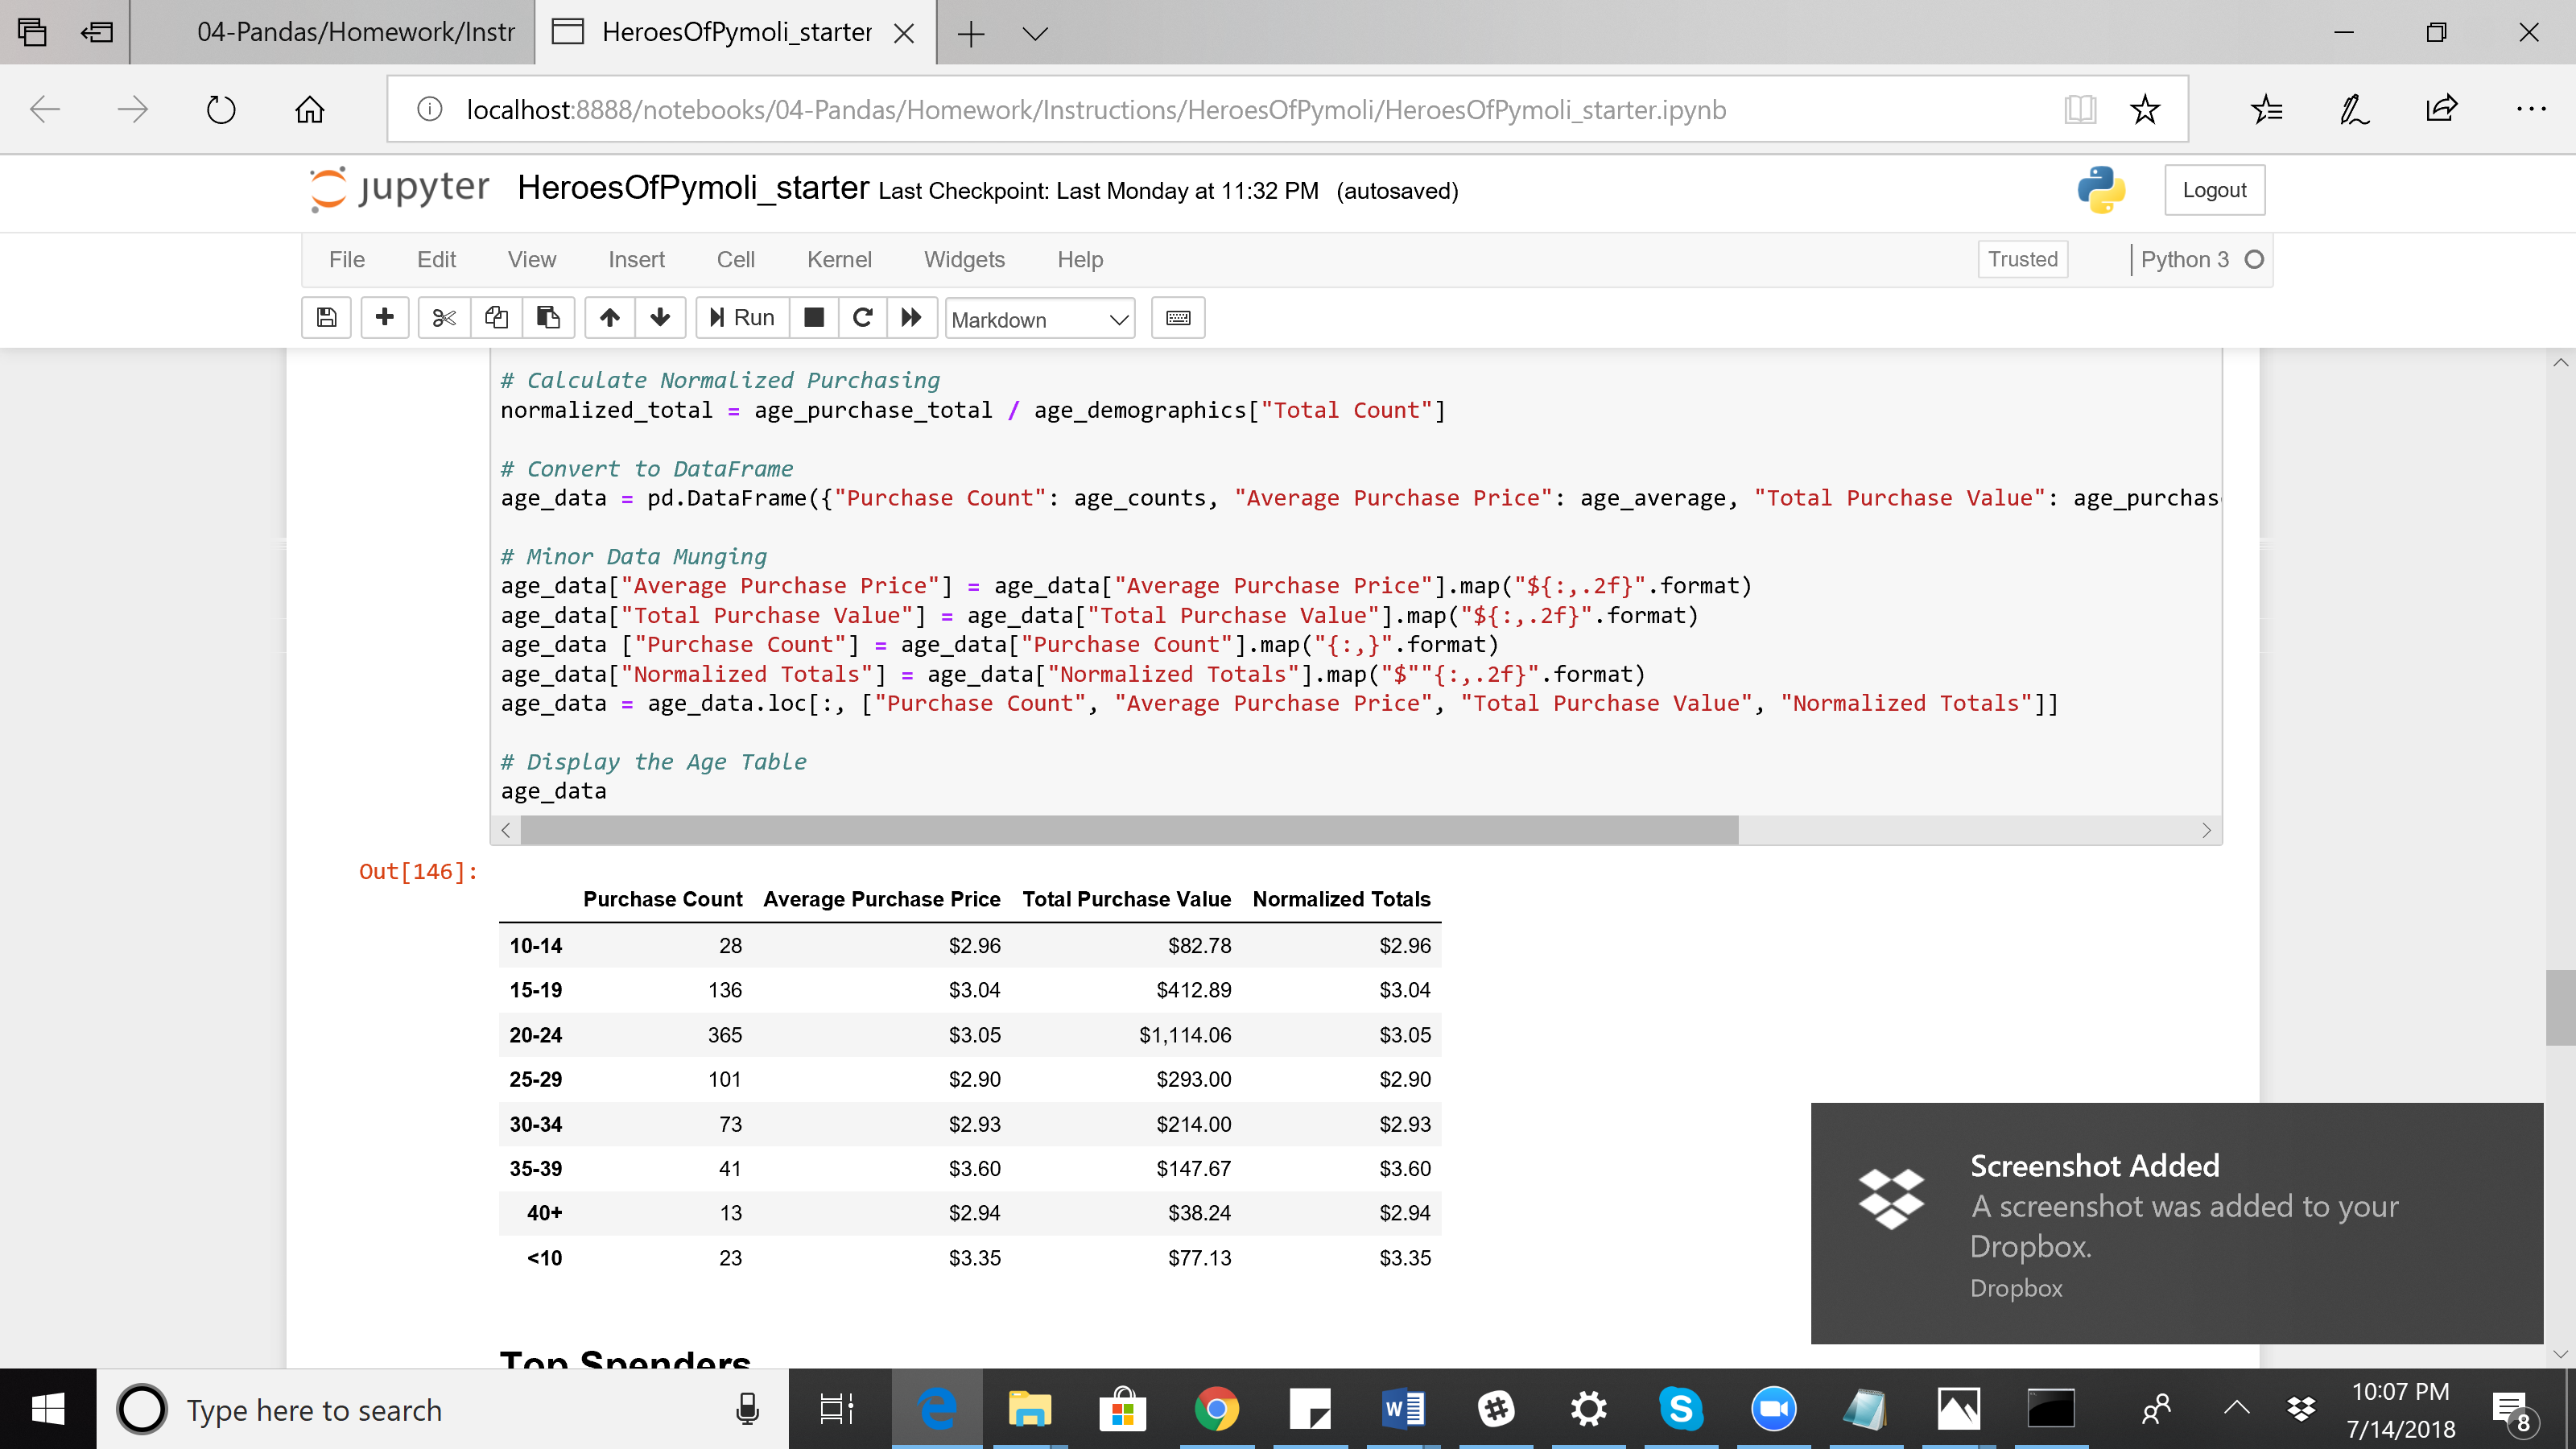 04-Pandas/Homework/Instr
HeroesOfPymoli_starter
localhost:8888/notebooks/04-Pandas/Homework/Instructions/HeroesOfPymoli/HeroesOfPymoli_starter.ipynb
jupyter HeroesOfPymoli_starter Last Checkpoint: Last Monday at 11:32 PM (autosaved) Logout
File Edit View Insert Cell Kernel Widgets Help Trusted Python 3
Run Markdown
# Calculate Normalized Purchasing
normalized_total = age_purchase_total / age_demographics["Total Count"]
# Convert to DataFrame
age_data = pd.DataFrame({"Purchase Count": age_counts, "Average Purchase Price": age_average, "Total Purchase Value": age_purchas
# Minor Data Munging
age_data["Average Purchase Price"] = age_data["Average Purchase Price"].map("${:,.2f}".format)
age_data["Total Purchase Value"] = age_data["Total Purchase Value"].map("${:,.2f}".format)
age_data ["Purchase Count"] = age_data["Purchase Count"].map("{:,}".format)
age_data["Normalized Totals"] = age_data["Normalized Totals"].map("$""{:,.2f}".format)
age_data = age_data.loc[:, ["Purchase Count", "Average Purchase Price", "Total Purchase Value", "Normalized Totals"]]
# Display the Age Table
age_data
Out[146]:
Purchase Count Average Purchase Price Total Purchase Value Normalized Totals
10-14 28 $2.96 $82.78 $2.96
15-19 136 $3.04 $412.89 $3.04
20-24 365 $3.05 $1,114.06 $3.05
25-29 101 $2.90 $293.00 $2.90
30-34 73 $2.93 $214.00 $2.93
35-39 41 $3.60 $147.67 $3.60
40+ 13 $2.94 $38.24 $2.94
<10 23 $3.35 $77.13 $3.35
Top Spenders
Screenshot Added
A screenshot was added to your
Dropbox.
Dropbox
Type here to search
10:07 PM
7/14/2018
8